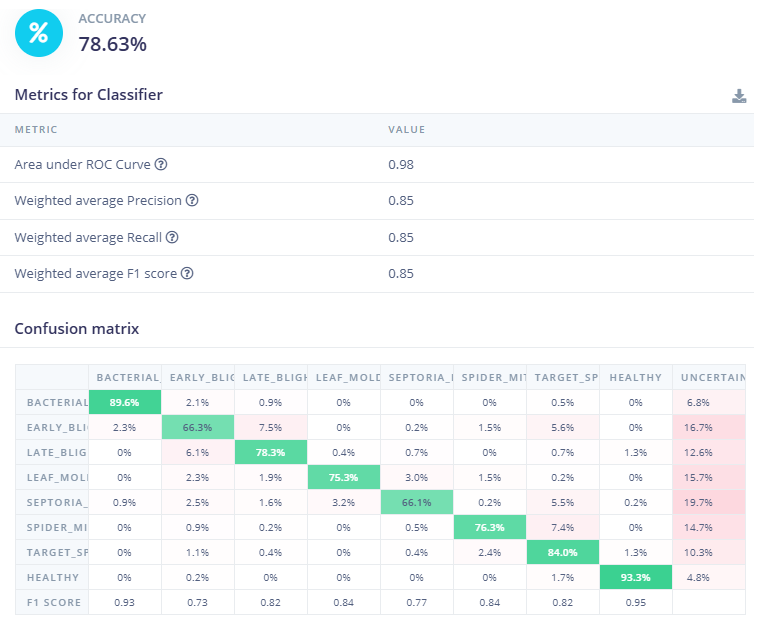 %
ACCURACY
78.63%
Metrics for Classifier
METRIC VALUE
Area under ROC Curve ? 0.98
Weighted average Precision ? 0.85
Weighted average Recall ? 0.85
Weighted average F1 score ? 0.85
Confusion matrix
BACTERIAL_ EARLY_BLIG LATE_BLIGH LEAF_MOLD SEPTORIA_L SPIDER_MIT TARGET_SP HEALTHY UNCERTAIN
BACTERIAL 89.6% 2.1% 0.9% 0% 0% 0% 0.5% 0% 6.8%
EARLY_BLI 2.3% 66.3% 7.5% 0% 0.2% 1.5% 5.6% 0% 16.7%
LATE_BLIG 0% 6.1% 78.3% 0.4% 0.7% 0% 0.7% 1.3% 12.6%
LEAF_MOL 0% 2.3% 1.9% 75.3% 3.0% 1.5% 0.2% 0% 15.7%
SEPTORIA_ 0.9% 2.5% 1.6% 3.2% 66.1% 0.2% 5.5% 0.2% 19.7%
SPIDER_MI 0% 0.9% 0.2% 0% 0.5% 76.3% 7.4% 0% 14.7%
TARGET_SP 0% 1.1% 0.4% 0% 0.4% 2.4% 84.0% 1.3% 10.3%
HEALTHY 0% 0.2% 0% 0% 0% 0% 1.7% 93.3% 4.8%
F1 SCORE 0.93 0.73 0.82 0.84 0.77 0.84 0.82 0.95